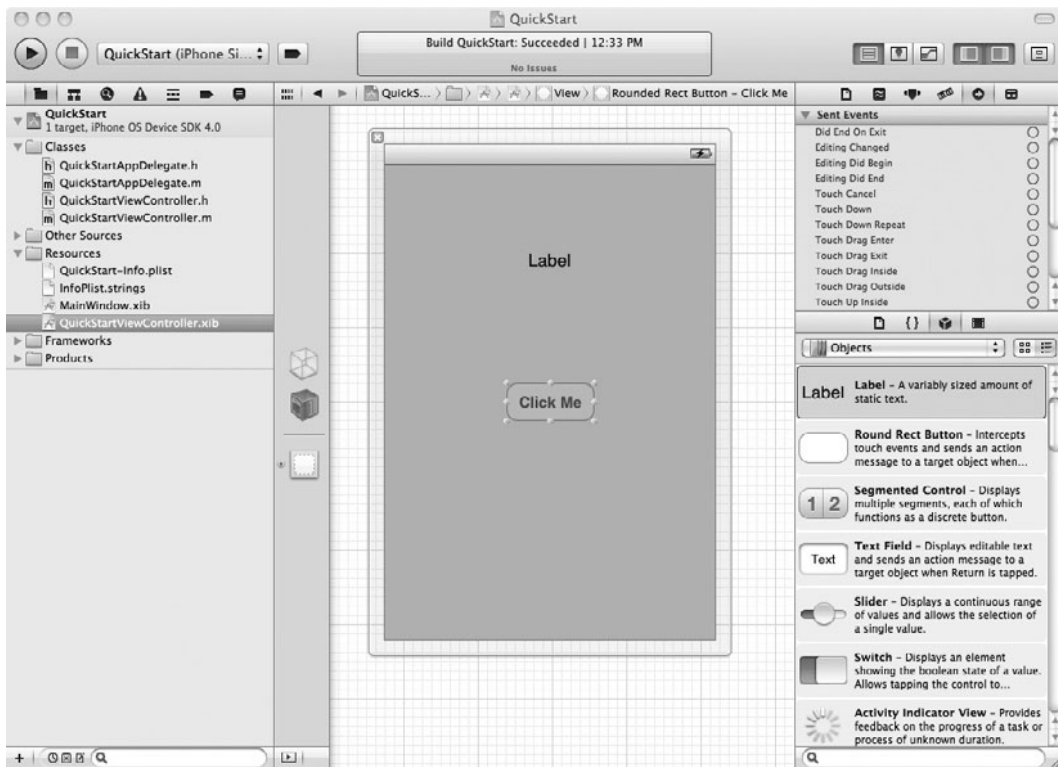 QuickStart
QuickStart (iPhone Si...
Build QuickStart: Succeeded | 12:33 PM
No Issues
QuickS...
View
Rounded Rect Button – Click Me
QuickStart
1 target, iPhone OS Device SDK 4.0
Classes
h QuickStartAppDelegate.h
m QuickStartAppDelegate.m
h QuickStartViewController.h
m QuickStartViewController.m
Other Sources
Resources
QuickStart-Info.plist
InfoPlist.strings
MainWindow.xib
QuickStartViewController.xib
Frameworks
Products
Label
Click Me
Sent Events
Did End On Exit
Editing Changed
Editing Did Begin
Editing Did End
Touch Cancel
Touch Down
Touch Down Repeat
Touch Drag Enter
Touch Drag Exit
Touch Drag Inside
Touch Drag Outside
Touch Up Inside
{}
Objects
Label
Label – A variably sized amount of
static text.
Round Rect Button – Intercepts
touch events and sends an action
message to a target object when...
1 2
Segmented Control – Displays
multiple segments, each of which
functions as a discrete button.
Text
Text Field – Displays editable text
and sends an action message to a
target object when Return is tapped.
Slider – Displays a continuous range
of values and allows the selection of
a single value.
Switch – Displays an element
showing the boolean state of a value.
Allows tapping the control to...
Activity Indicator View – Provides
feedback on the progress of a task or
process of unknown duration.